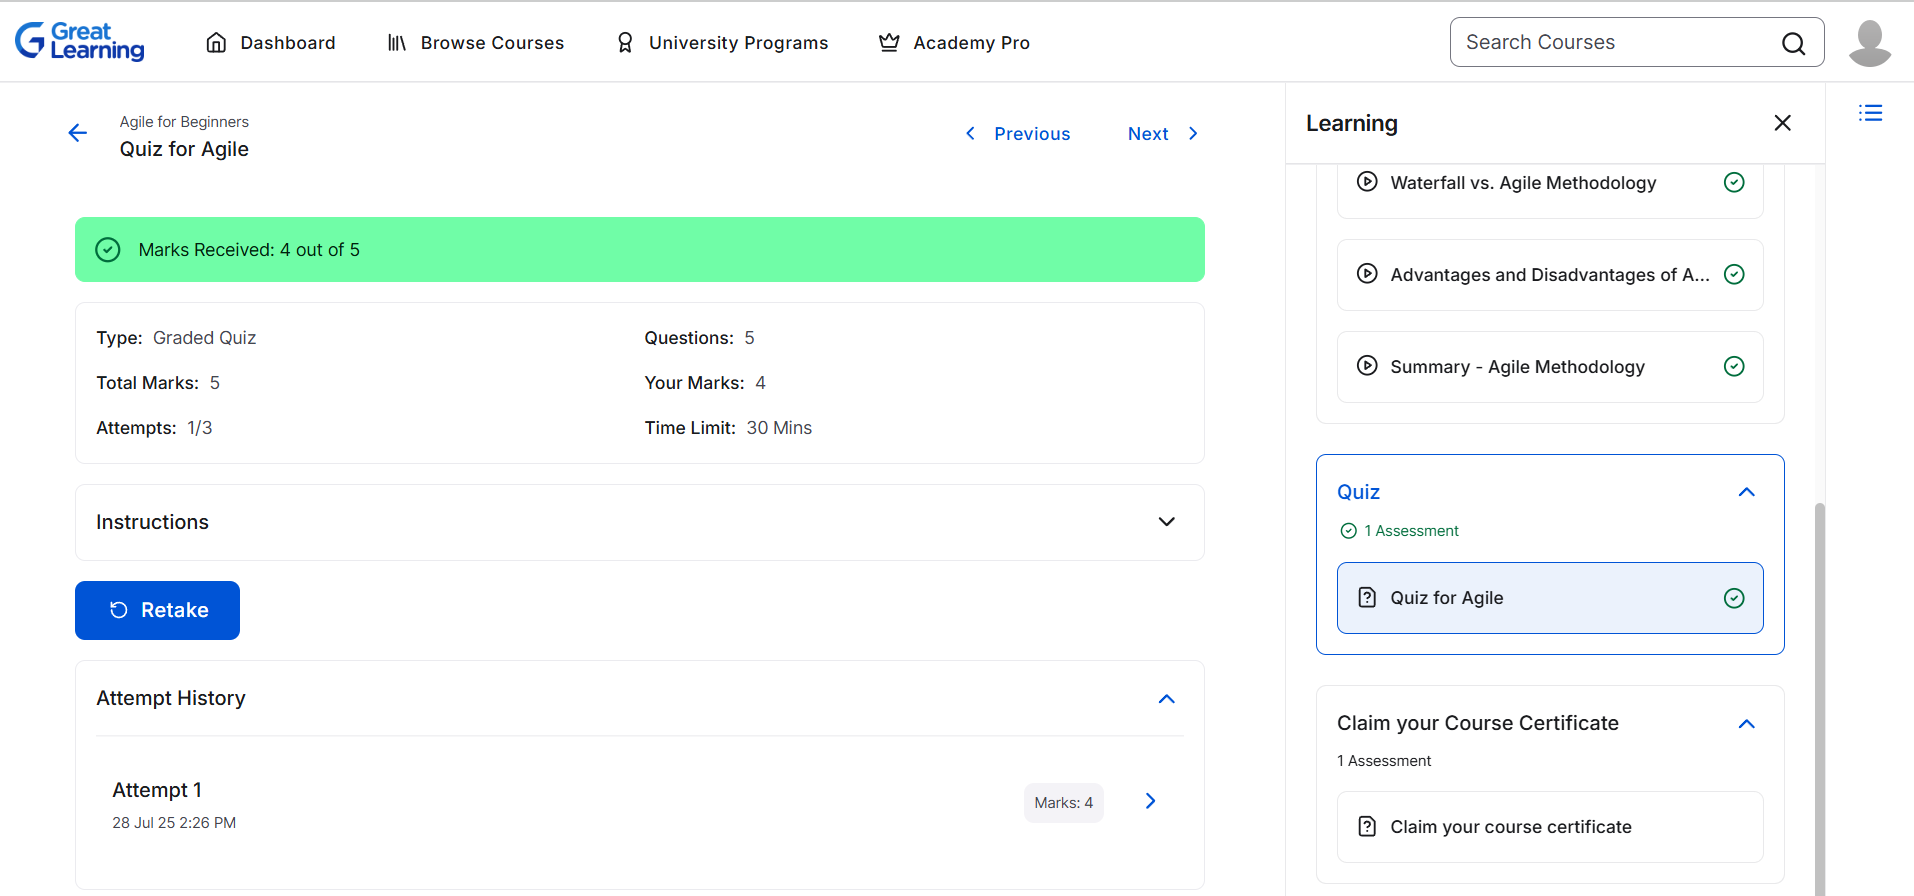 Great Learning
Dashboard
Browse Courses
University Programs
Academy Pro
Search Courses
Agile for Beginners
Quiz for Agile
Previous
Next
Marks Received: 4 out of 5
Type: Graded Quiz
Questions: 5
Total Marks: 5
Your Marks: 4
Attempts: 1/3
Time Limit: 30 Mins
Instructions
Retake
Attempt History
Attempt 1
28 Jul 25 2:26 PM
Marks: 4
Learning
Waterfall vs. Agile Methodology
Advantages and Disadvantages of A...
Summary - Agile Methodology
Quiz
1 Assessment
Quiz for Agile
Claim your Course Certificate
1 Assessment
Claim your course certificate